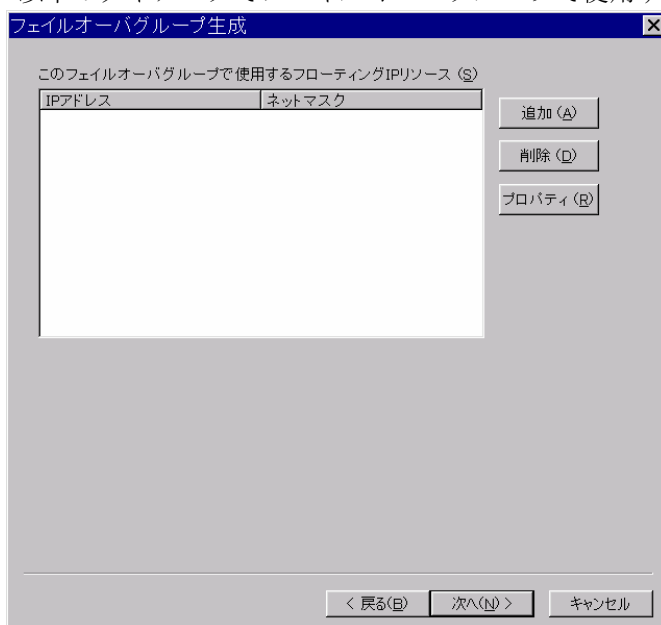 フェイルオーバグループ生成
このフェイルオーバグループで使用するフローティングIPリソース (S)
IPアドレス ネットマスク
追加 (A)
削除 (D)
プロパティ (R)
< 戻る(B) 次へ(N) > キャンセル